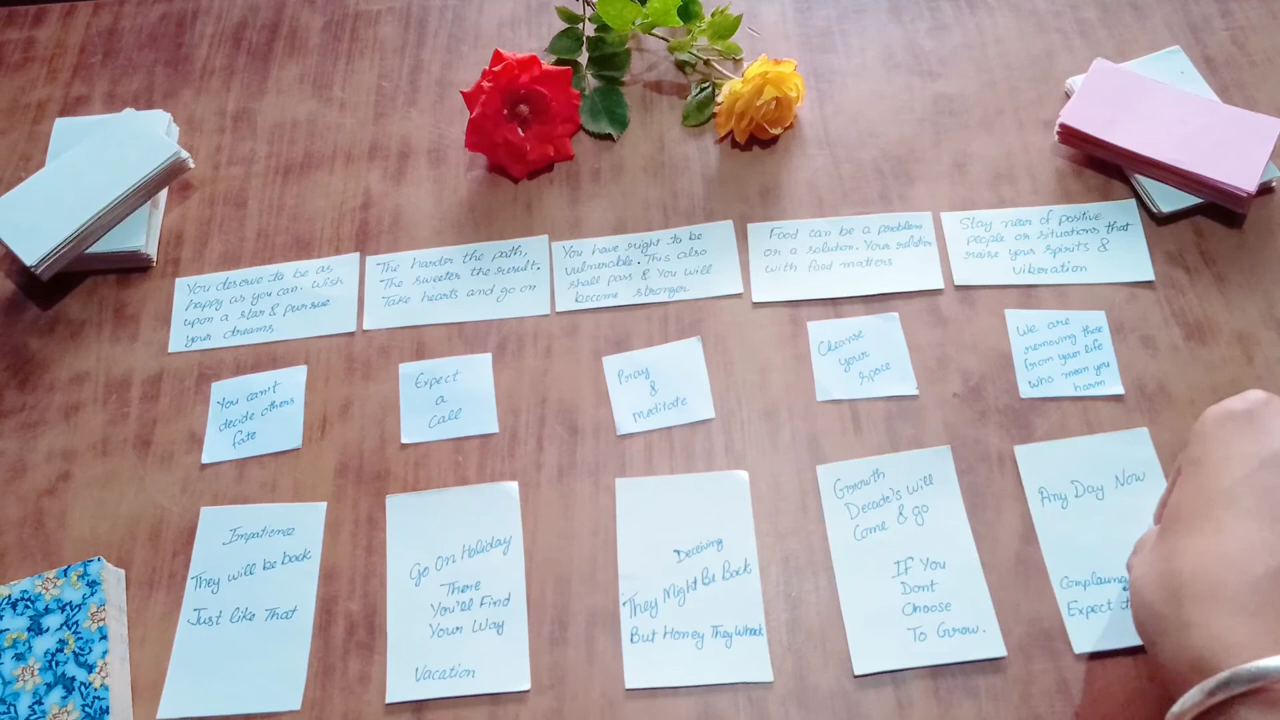 You deserve to be as
happy as you can. Wish
upon a star & pursue
your dreams
The harder the path,
The sweeter the result.
Take hearts and go on
You have right to be
vulnerable. This also
shall pass & You will
become stronger
Food can be a problem
or a solution. Your relation
with food matters
Stay near of positive
people or situations that
raise your spirits &
Viberation
You can't
decide others
fate
Expect
a
Call
Pray
&
Meditate
Cleanse
your
space
We are
removing those
from your life
who mean you
harm
Impatience
They will be back
Just like That
Go On Holiday
There
You'll Find
Your Way
Vacation
Deceiving
They Might Be Back
But Honey They Whack
Growth
Decade's Will
Come & go
If You
Dont
Choose
To Grow.
Any Day Now
Expect